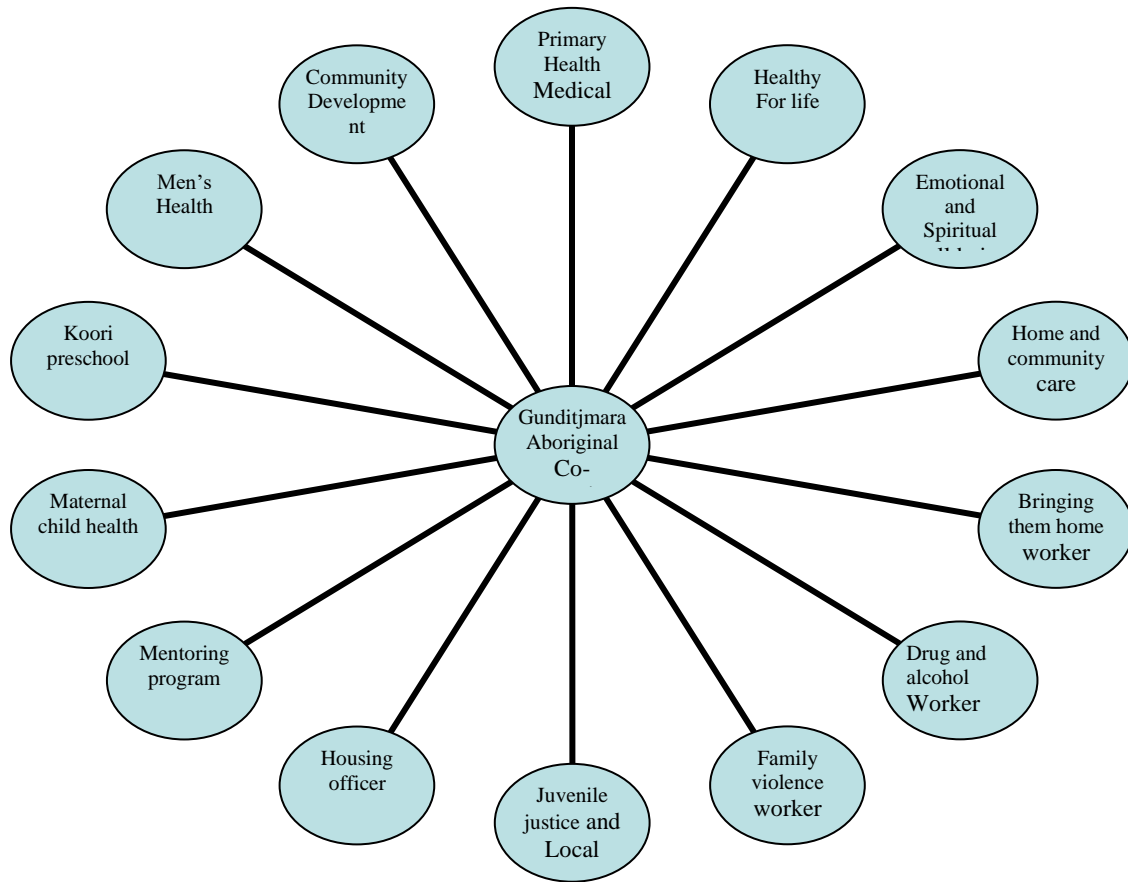 Primary
Health
Medical
Healthy
For life
Emotional
and
Spiritual
Home and
community
care
Bringing
them home
worker
Drug and
alcohol
Worker
Family
violence
worker
Juvenile
justice and
Local
Housing
officer
Mentoring
program
Maternal
child health
Koori
preschool
Men’s
Health
Community
Developme
nt
Gunditjmara
Aboriginal
Co-